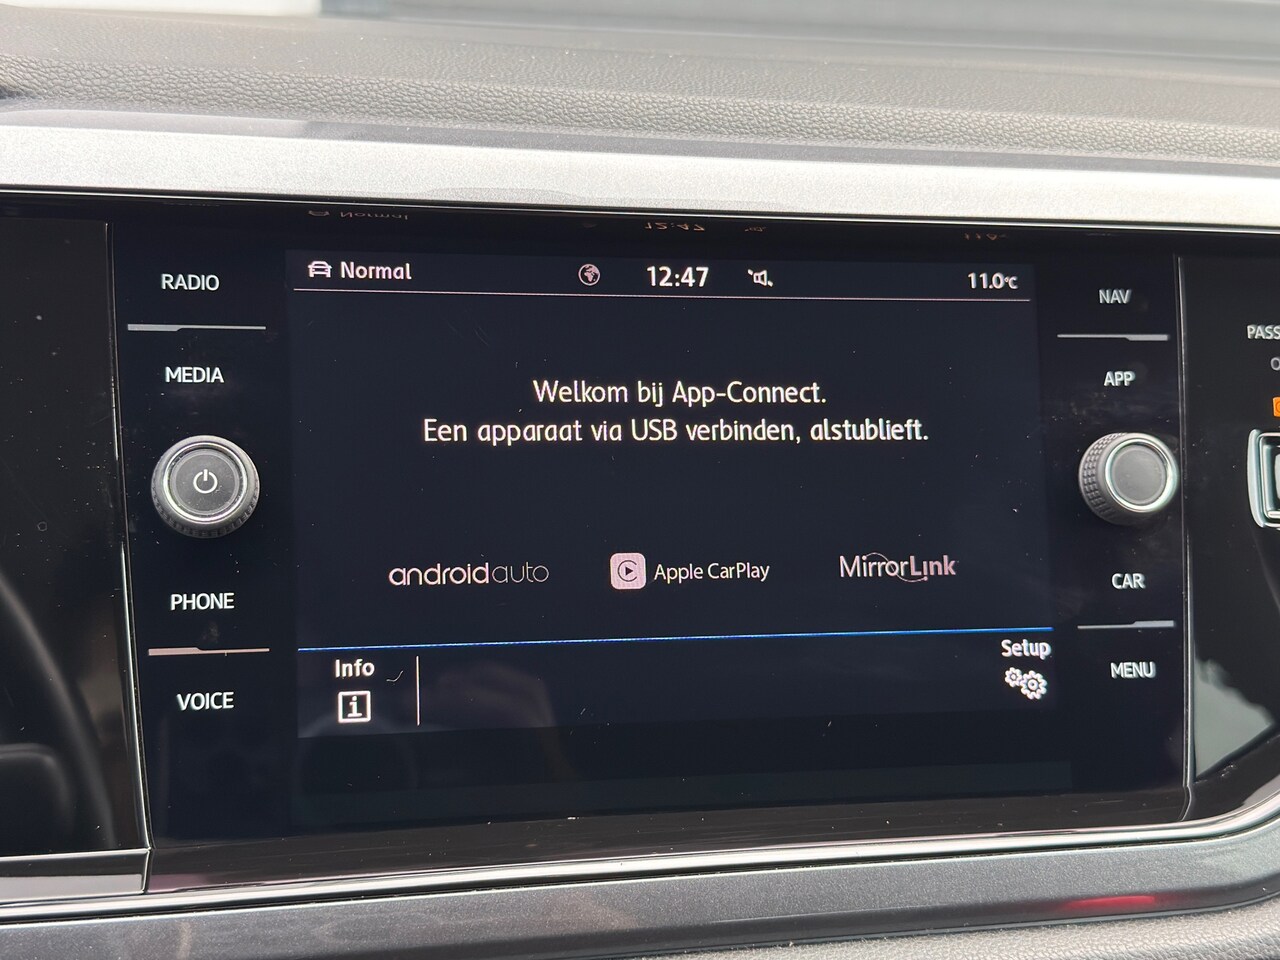 Normal
12:47
11.0°C
RADIO
MEDIA
PHONE
VOICE
Welkom bij App-Connect.
Een apparaat via USB verbinden, alstublieft.
androidauto
Apple CarPlay
MirrorLink
Info
i
Setup
NAV
APP
CAR
MENU
PASS